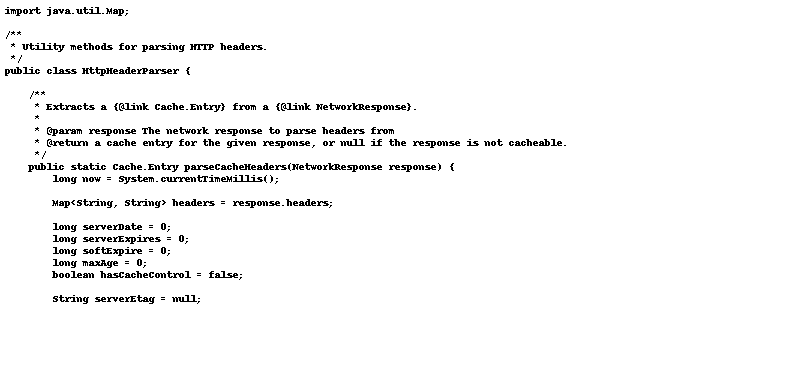 import java.util.Map;
/**
 * Utility methods for parsing HTTP headers.
 */
public class HttpHeaderParser {
    /**
     * Extracts a {@link Cache.Entry} from a {@link NetworkResponse}.
     *
     * @param response The network response to parse headers from
     * @return a cache entry for the given response, or null if the response is not cacheable.
     */
    public static Cache.Entry parseCacheHeaders(NetworkResponse response) {
        long now = System.currentTimeMillis();
        Map<String, String> headers = response.headers;
        long serverDate = 0;
        long serverExpires = 0;
        long softExpire = 0;
        long maxAge = 0;
        boolean hasCacheControl = false;
        String serverEtag = null;